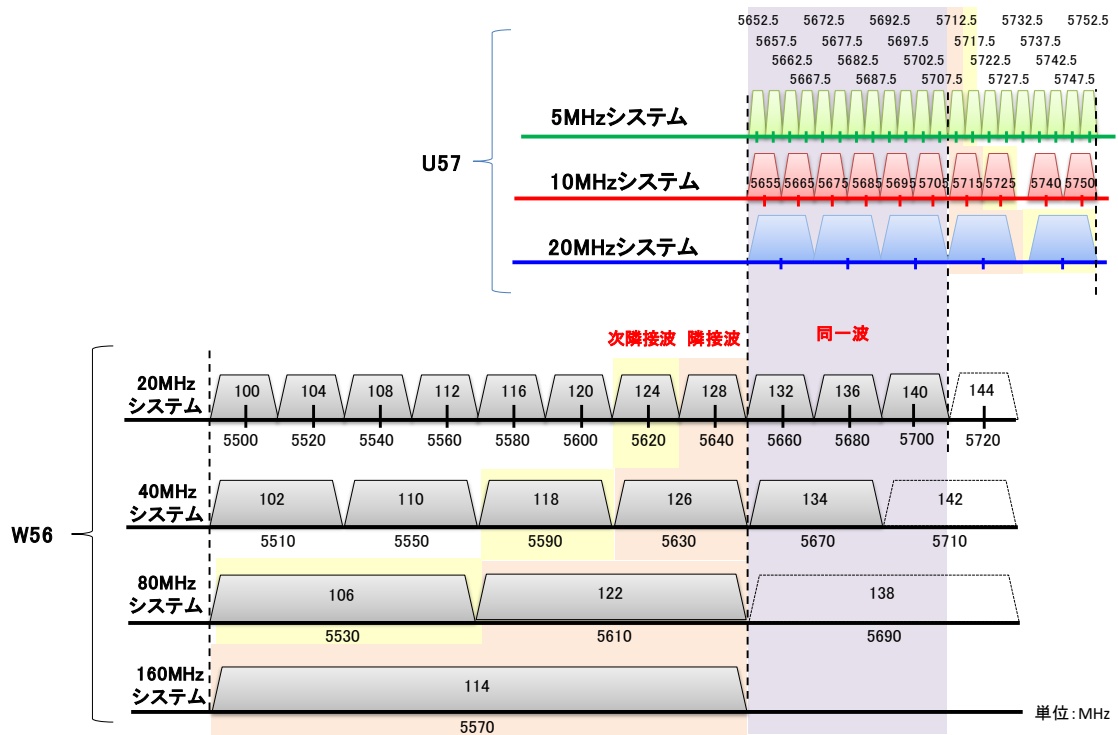 5652.5 5672.5 5692.5 5712.5 5732.5 5752.5
5657.5 5677.5 5697.5 5717.5 5737.5
5662.5 5682.5 5702.5 5722.5 5742.5
5667.5 5687.5 5707.5 5727.5 5747.5
5MHzシステム
U57
10MHzシステム
5655 5665 5675 5685 5695 5705 5715 5725 5740 5750
20MHzシステム
次隣接波 隣接波 同一波
20MHz
システム
100 104 108 112 116 120 124 128 132 136 140 144
5500 5520 5540 5560 5580 5600 5620 5640 5660 5680 5700 5720
40MHz
システム
102 110 118 126 134 142
5510 5550 5590 5630 5670 5710
W56
80MHz
システム
106 122 138
5530 5610 5690
160MHz
システム
114
5570
単位:MHz